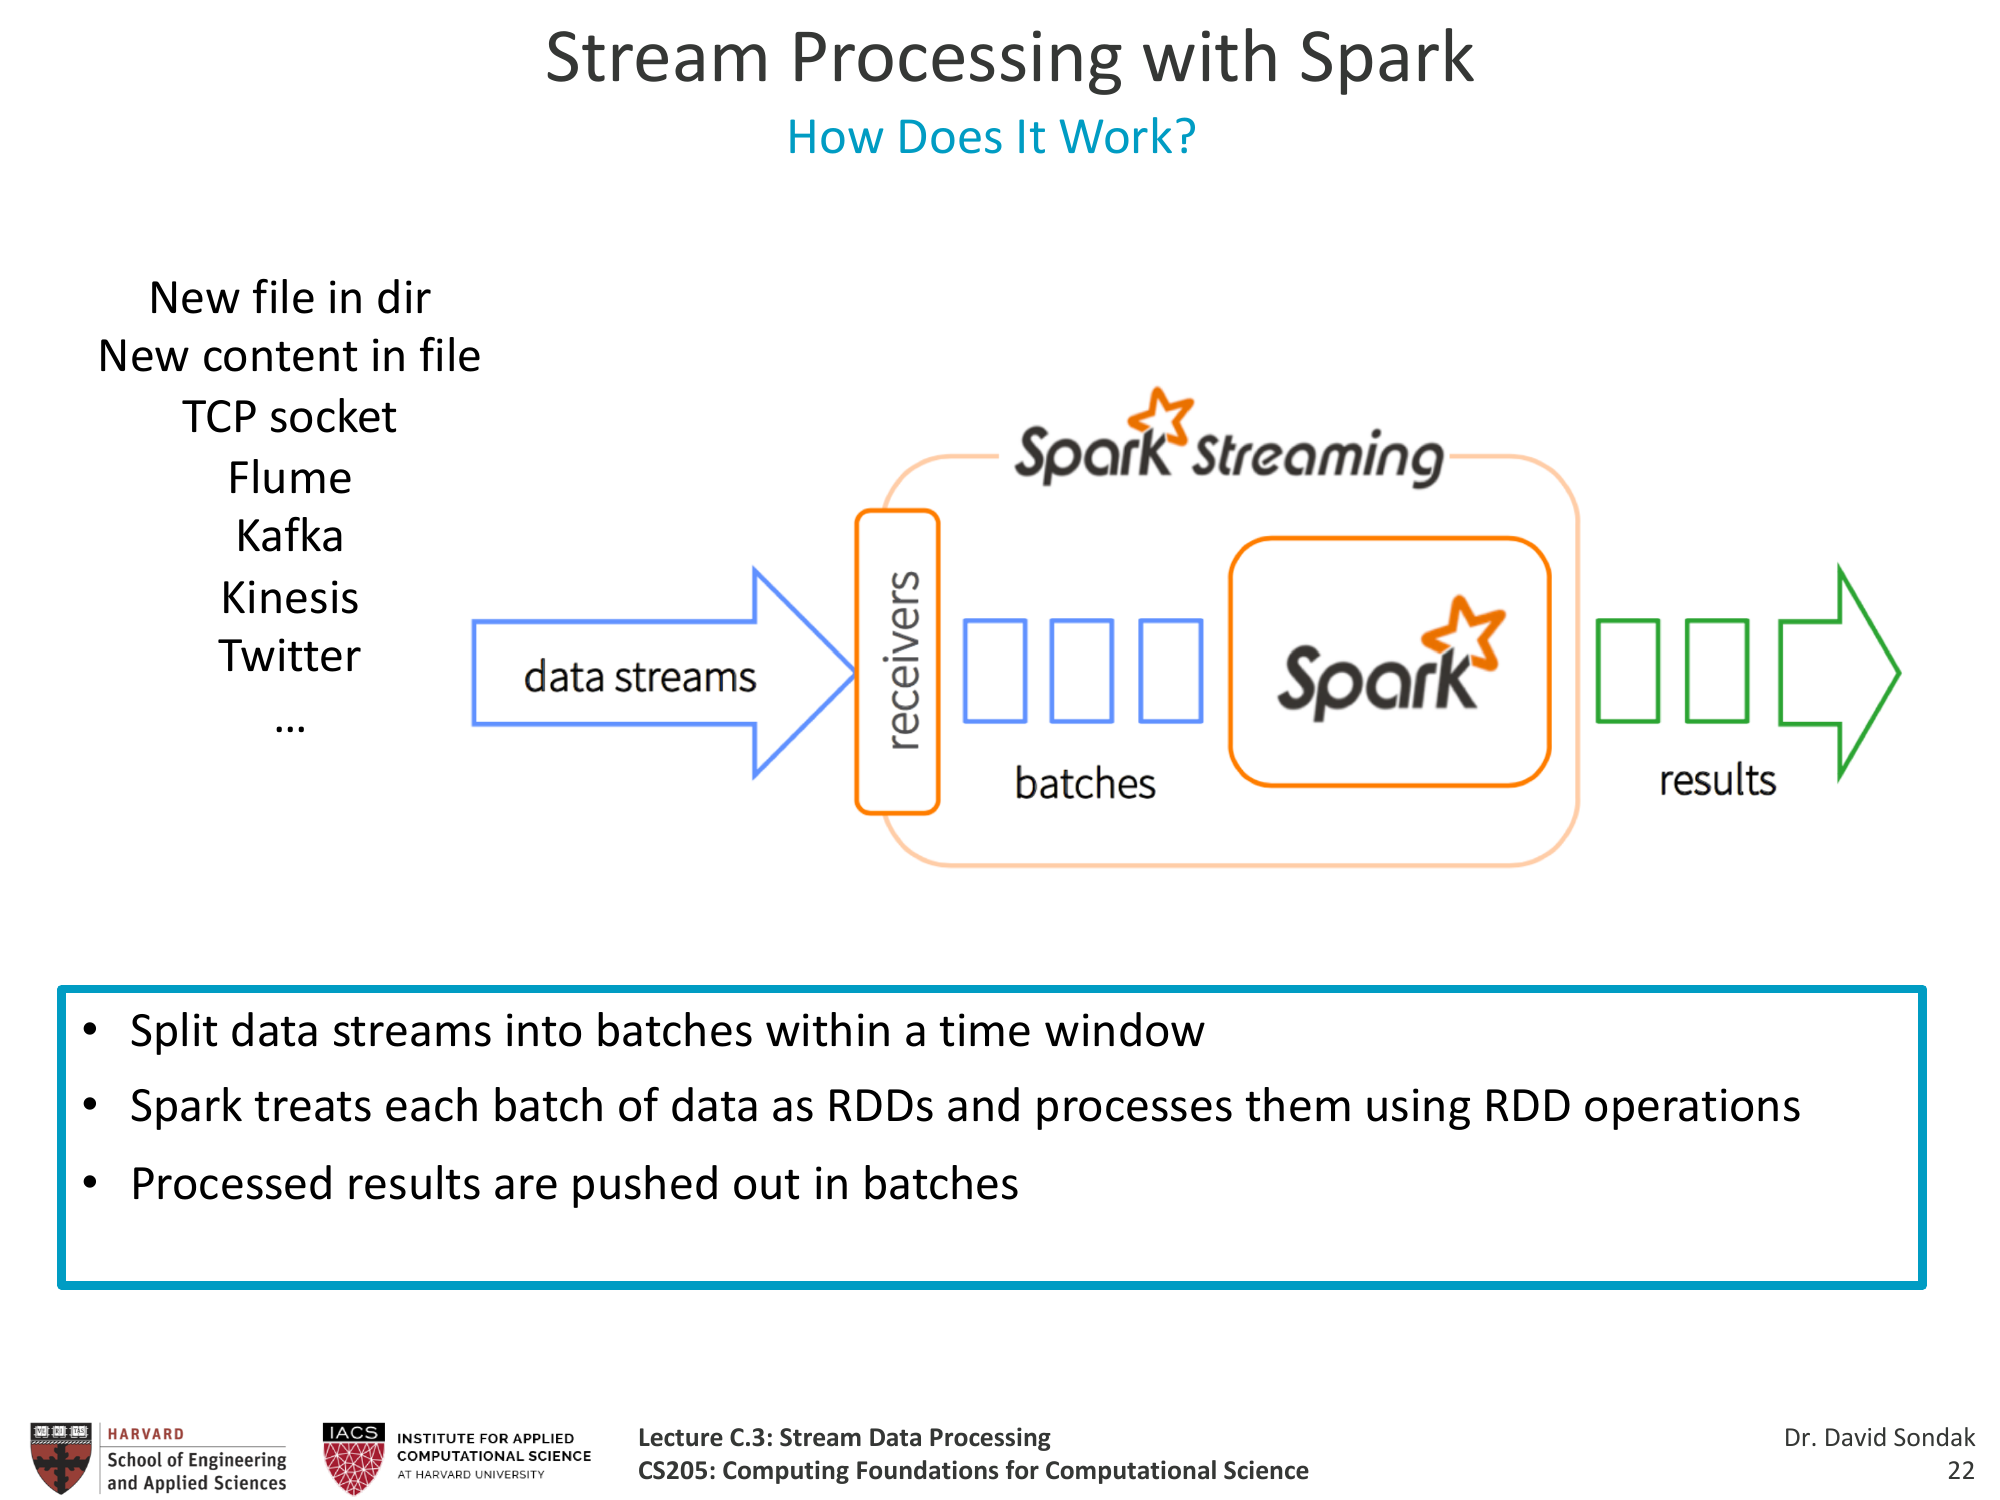 Stream Processing with Spark
How Does It Work?
New file in dir
New content in file
TCP socket
Flume
Kafka
Kinesis
Twitter
...
data streams
receivers
Spark Streaming
batches
Spark
results
• Split data streams into batches within a time window
• Spark treats each batch of data as RDDs and processes them using RDD operations
• Processed results are pushed out in batches
HARVARD
School of Engineering
and Applied Sciences
IACS
INSTITUTE FOR APPLIED
COMPUTATIONAL SCIENCE
AT HARVARD UNIVERSITY
Lecture C.3: Stream Data Processing
CS205: Computing Foundations for Computational Science
Dr. David Sondak
22